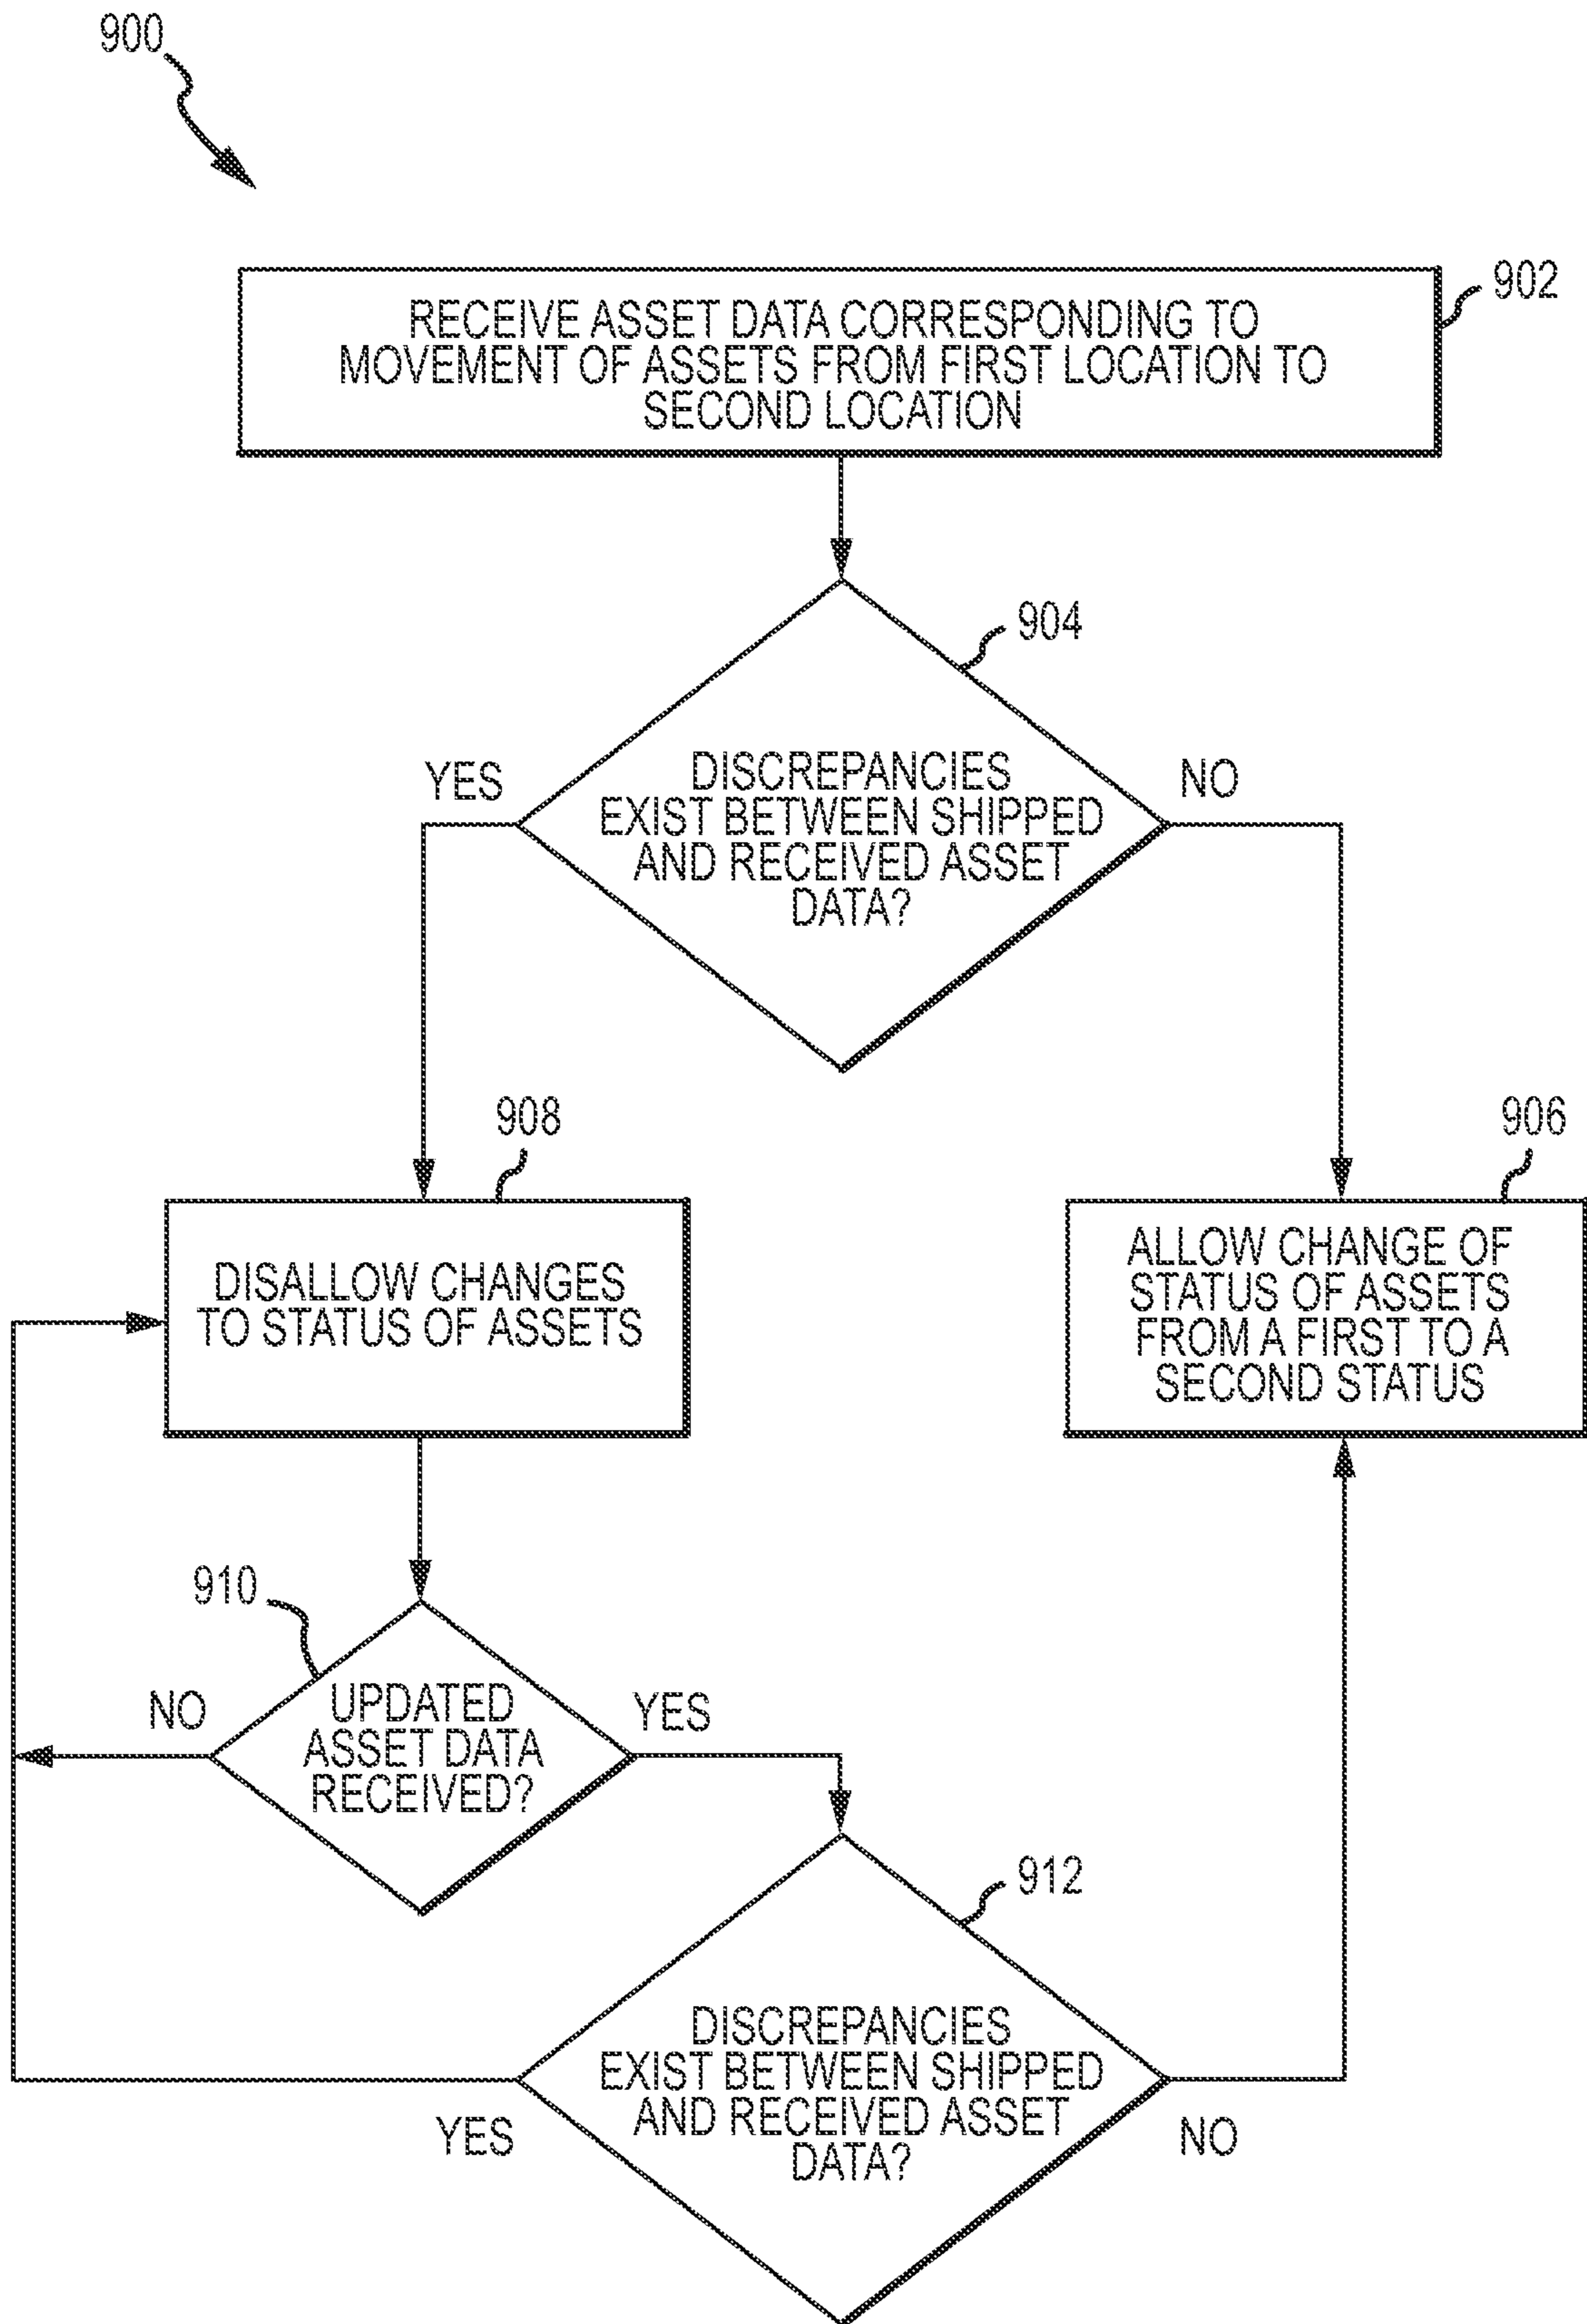 900
902
RECEIVE ASSET DATA CORRESPONDING TO
MOVEMENT OF ASSETS FROM FIRST LOCATION TO
SECOND LOCATION
904
YES
DISCREPANCIES
EXIST BETWEEN SHIPPED
AND RECEIVED ASSET
DATA?
NO
908
DISALLOW CHANGES
TO STATUS OF ASSETS
906
ALLOW CHANGE OF
STATUS OF ASSETS
FROM A FIRST TO A
SECOND STATUS
910
NO
UPDATED
ASSET DATA
RECEIVED?
YES
912
DISCREPANCIES
EXIST BETWEEN SHIPPED
AND RECEIVED ASSET
DATA?
YES
NO